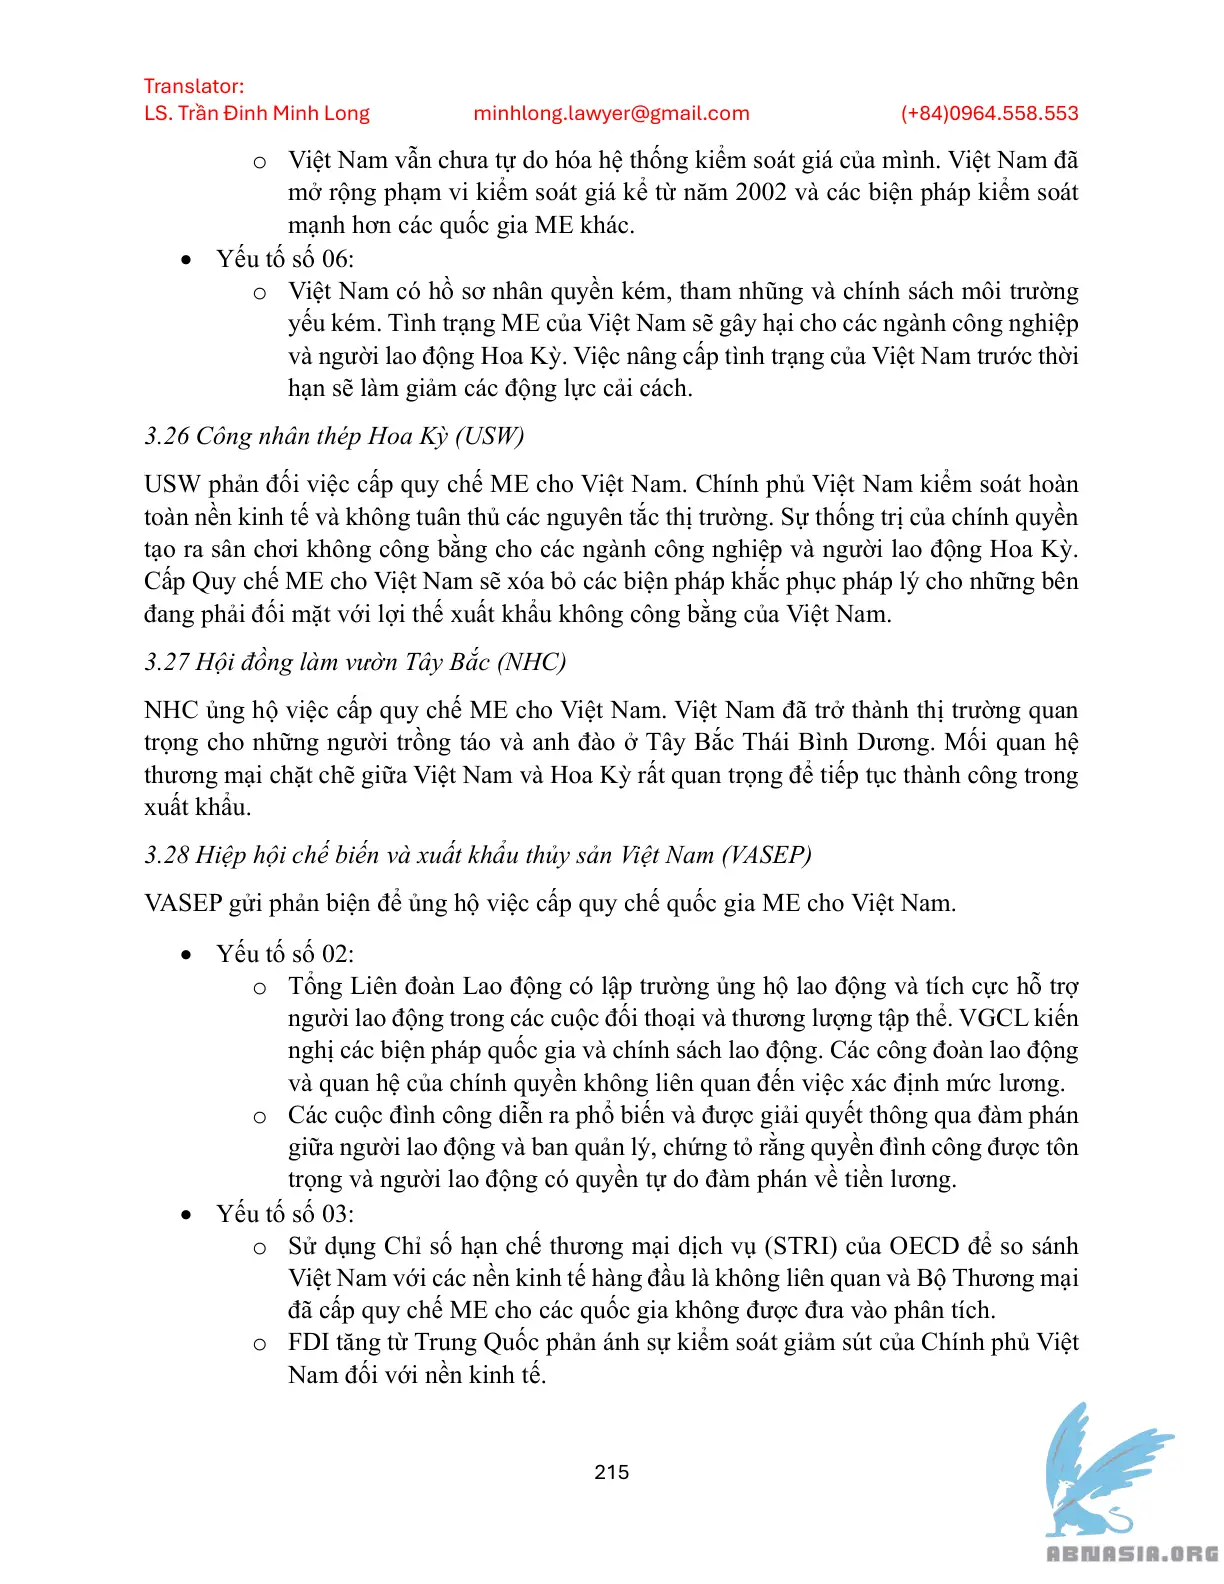 Translator:
LS. Trần Đinh Minh Long minhlong.lawyer@gmail.com (+84)0964.558.553
o Việt Nam vẫn chưa tự do hóa hệ thống kiểm soát giá của mình. Việt Nam đã
mở rộng phạm vi kiểm soát giá kể từ năm 2002 và các biện pháp kiểm soát
mạnh hơn các quốc gia ME khác.
• Yếu tố số 06:
o Việt Nam có hồ sơ nhân quyền kém, tham nhũng và chính sách môi trường
yếu kém. Tình trạng ME của Việt Nam sẽ gây hại cho các ngành công nghiệp
và người lao động Hoa Kỳ. Việc nâng cấp tình trạng của Việt Nam trước thời
hạn sẽ làm giảm các động lực cải cách.
3.26 Công nhân thép Hoa Kỳ (USW)
USW phản đối việc cấp quy chế ME cho Việt Nam. Chính phủ Việt Nam kiểm soát hoàn
toàn nền kinh tế và không tuân thủ các nguyên tắc thị trường. Sự thống trị của chính quyền
tạo ra sân chơi không công bằng cho các ngành công nghiệp và người lao động Hoa Kỳ.
Cấp Quy chế ME cho Việt Nam sẽ xóa bỏ các biện pháp khắc phục pháp lý cho những bên
đang phải đối mặt với lợi thế xuất khẩu không công bằng của Việt Nam.
3.27 Hội đồng làm vườn Tây Bắc (NHC)
NHC ủng hộ việc cấp quy chế ME cho Việt Nam. Việt Nam đã trở thành thị trường quan
trọng cho những người trồng táo và anh đào ở Tây Bắc Thái Bình Dương. Mối quan hệ
thương mại chặt chẽ giữa Việt Nam và Hoa Kỳ rất quan trọng để tiếp tục thành công trong
xuất khẩu.
3.28 Hiệp hội chế biến và xuất khẩu thủy sản Việt Nam (VASEP)
VASEP gửi phản biện để ủng hộ việc cấp quy chế quốc gia ME cho Việt Nam.
• Yếu tố số 02:
o Tổng Liên đoàn Lao động có lập trường ủng hộ lao động và tích cực hỗ trợ
người lao động trong các cuộc đối thoại và thương lượng tập thể. VGCL kiến
nghị các biện pháp quốc gia và chính sách lao động. Các công đoàn lao động
và quan hệ của chính quyền không liên quan đến việc xác định mức lương.
o Các cuộc đình công diễn ra phổ biến và được giải quyết thông qua đàm phán
giữa người lao động và ban quản lý, chứng tỏ rằng quyền đình công được tôn
trọng và người lao động có quyền tự do đàm phán về tiền lương.
• Yếu tố số 03:
o Sử dụng Chỉ số hạn chế thương mại dịch vụ (STRI) của OECD để so sánh
Việt Nam với các nền kinh tế hàng đầu là không liên quan và Bộ Thương mại
đã cấp quy chế ME cho các quốc gia không được đưa vào phân tích.
o FDI tăng từ Trung Quốc phản ánh sự kiểm soát giảm sút của Chính phủ Việt
Nam đối với nền kinh tế.
215
ABNASIA.ORG